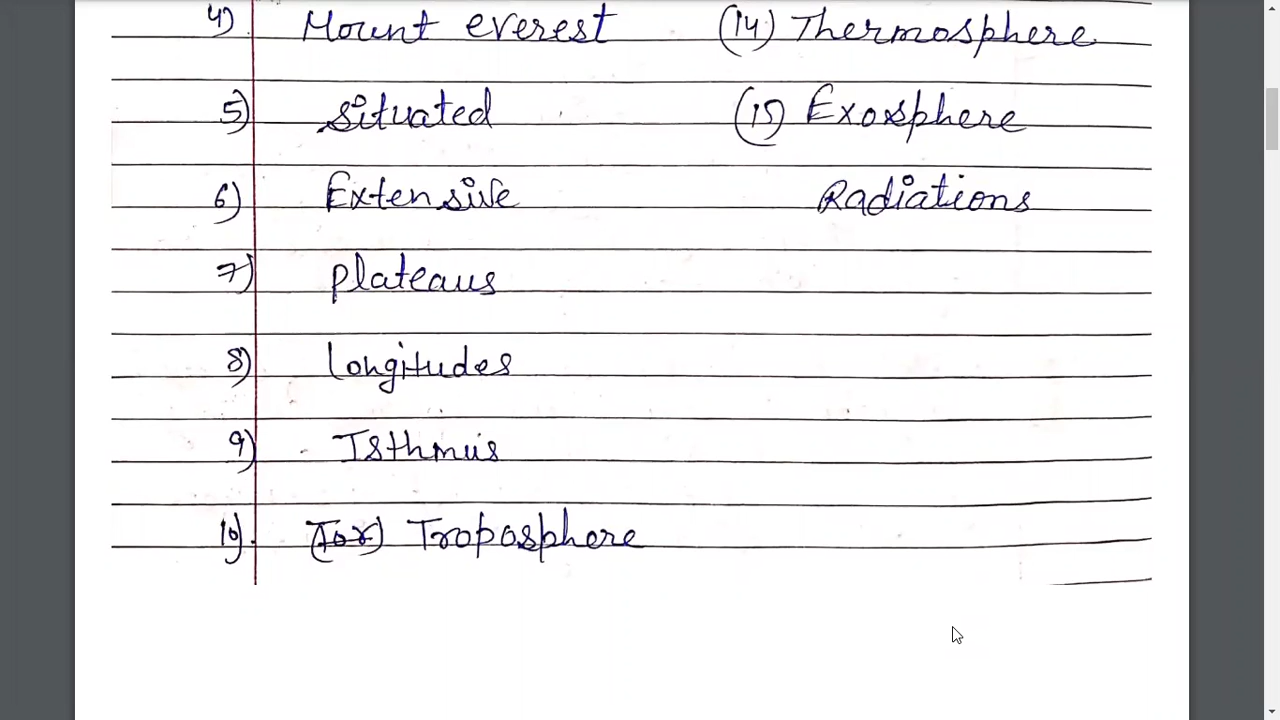 4) Mount everest (14) Thermosphere
5) situated (15) Exosphere
6) Extensive Radiations
7) plateaus
8) Longitudes
9) Isthmus
10). (Tor) Troposphere